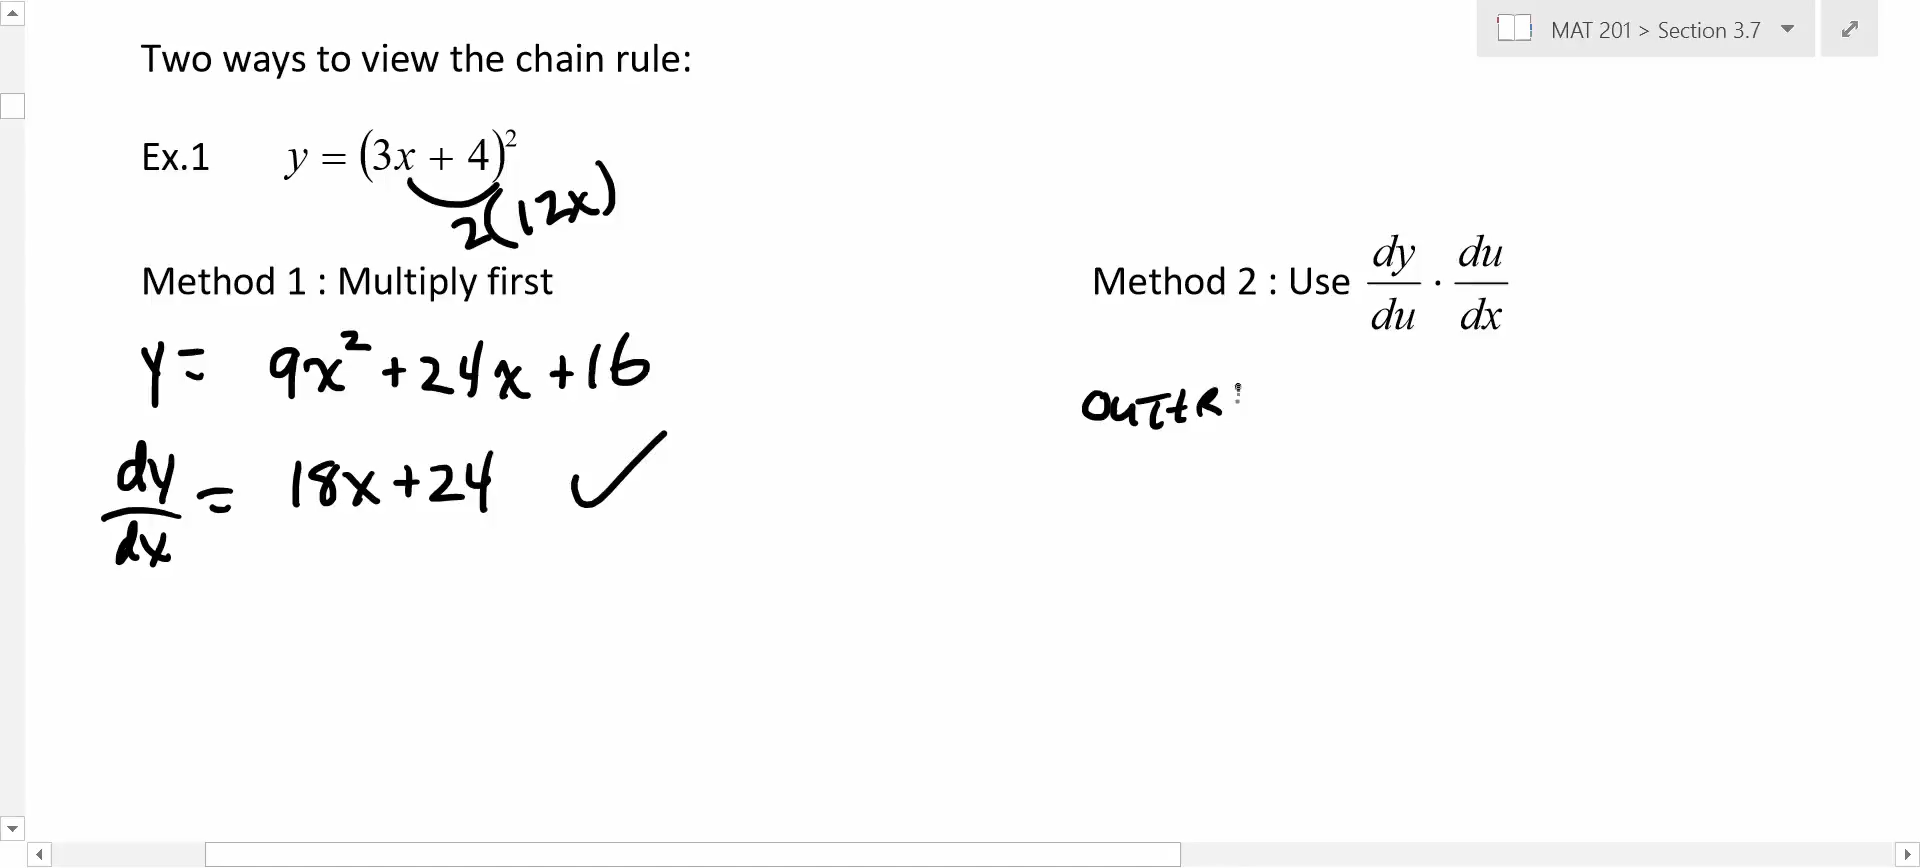 MAT 201 > Section 3.7
Two ways to view the chain rule:
Ex.1 y = (3x + 4)²
2(12x)
Method 1 : Multiply first
y = 9x² + 24x + 16
dy/dx = 18x + 24 ✓
Method 2 : Use dy/du · du/dx
OUTER :